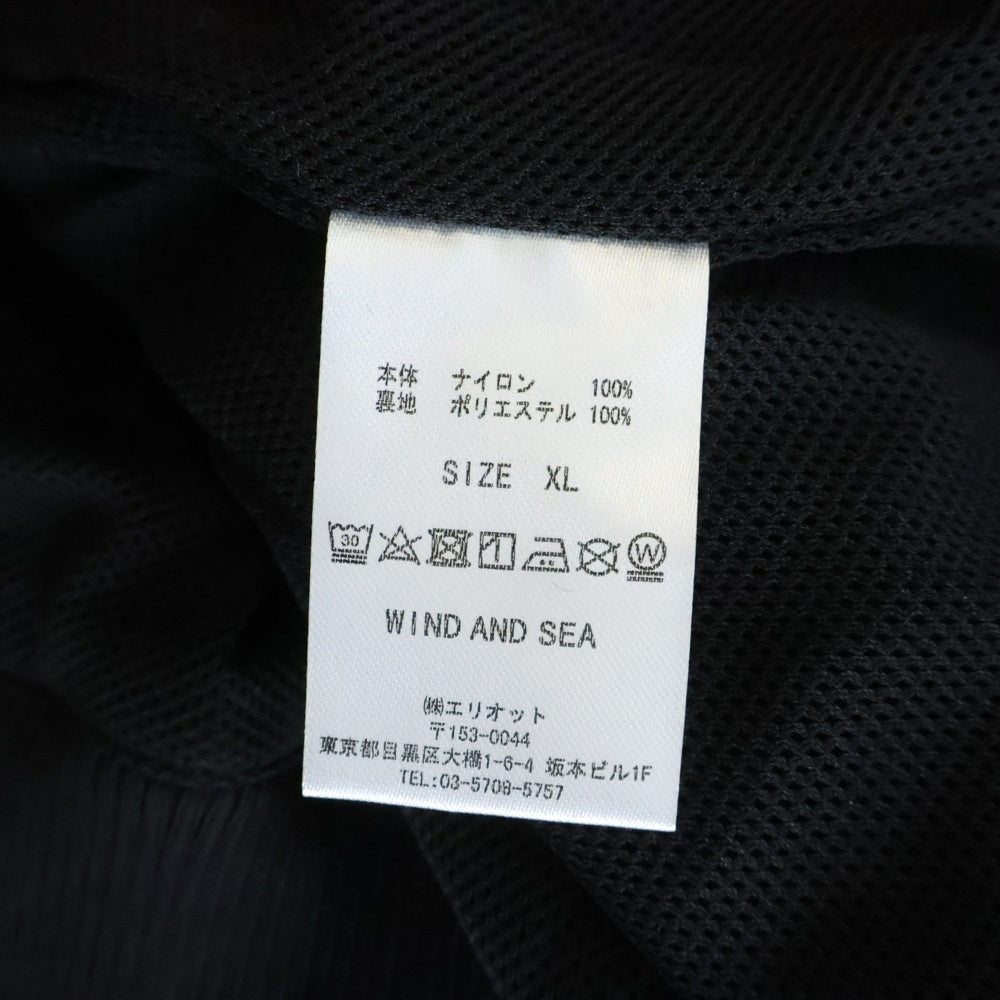 本体 ナイロン 100%
裏地 ポリエステル 100%
SIZE XL
30 W
WIND AND SEA
㈱エリオット
〒153-0044
東京都目黒区大橋1-6-4 坂本ビル1F
TEL:03-5708-5757